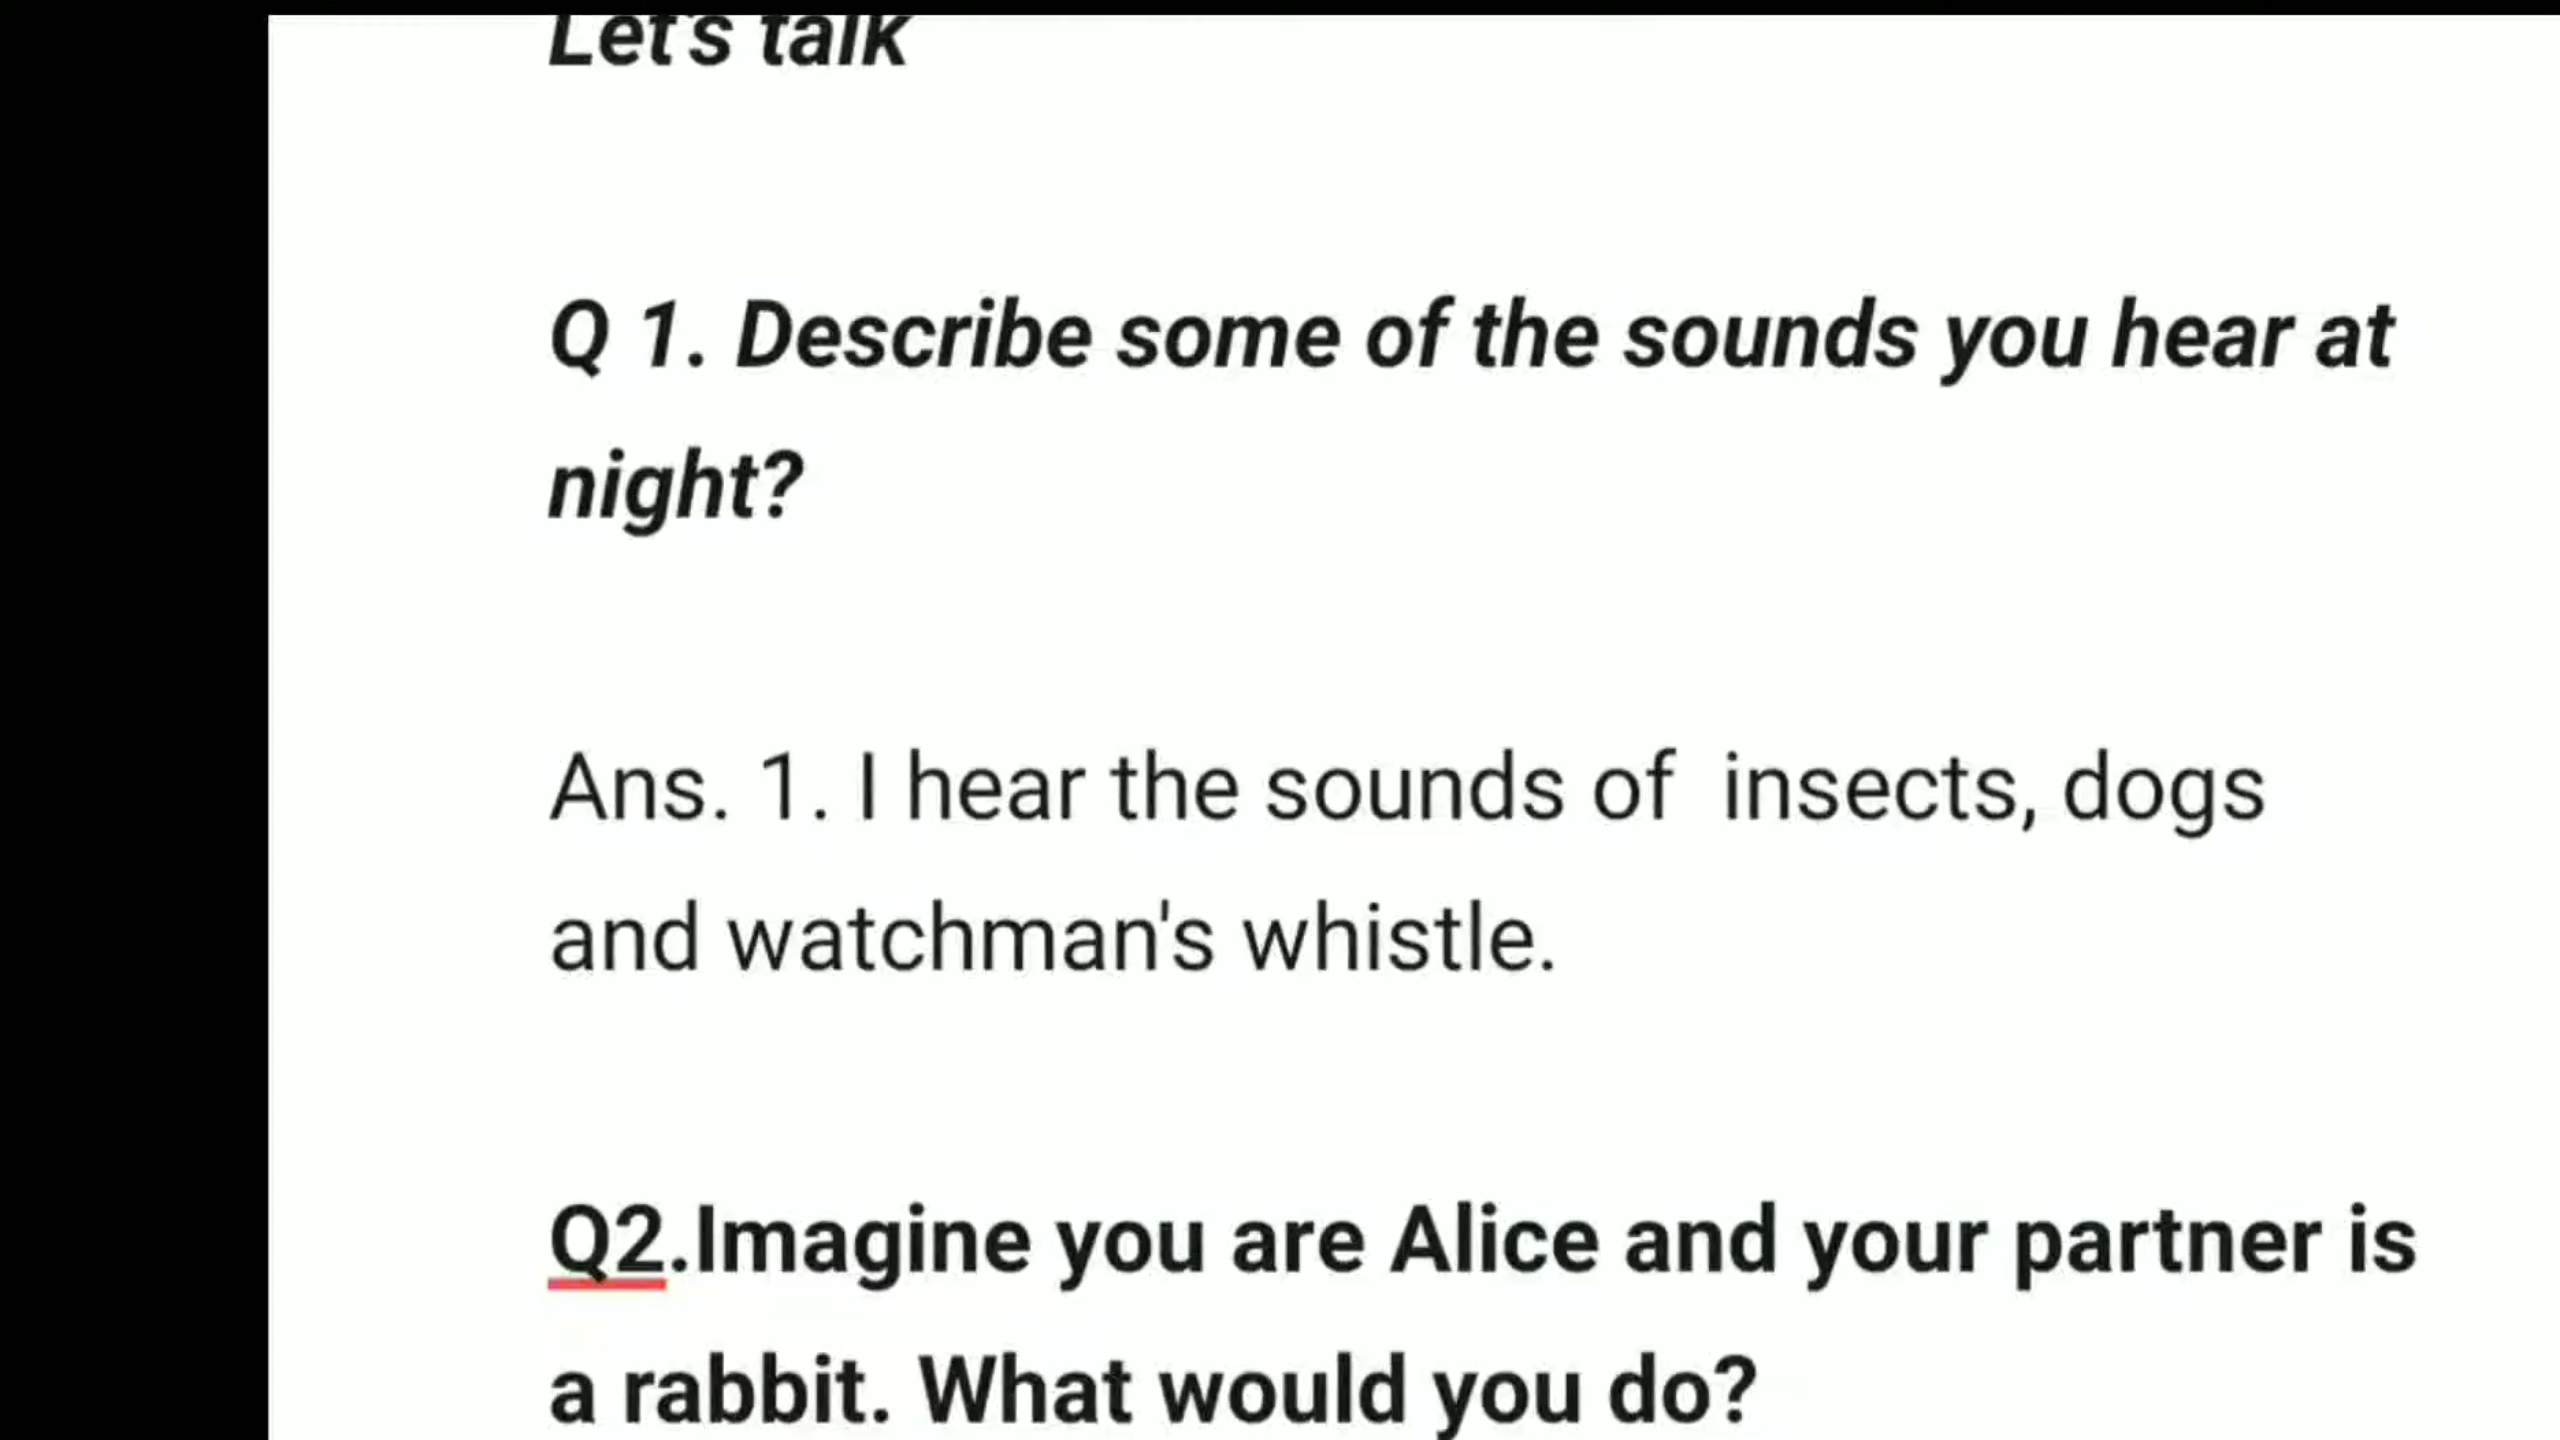 Let's talk
Q 1. Describe some of the sounds you hear at
night?
Ans. 1. I hear the sounds of  insects, dogs
and watchman's whistle.
Q2.Imagine you are Alice and your partner is
a rabbit. What would you do?